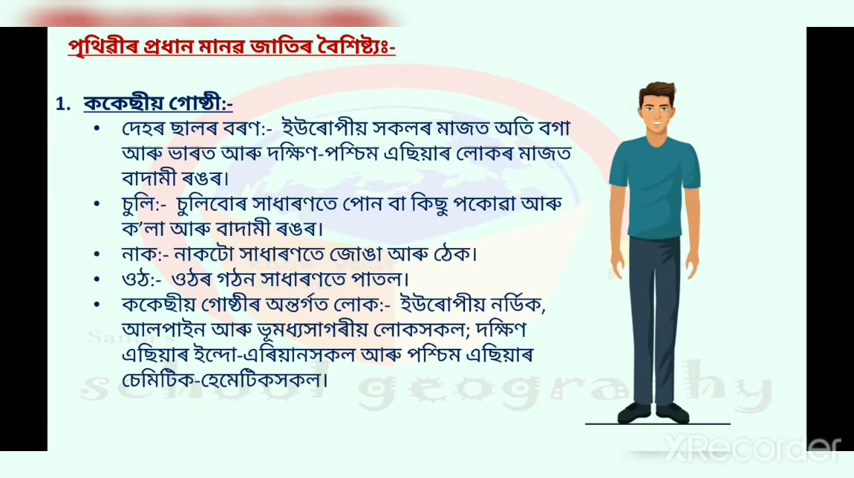 পৃথিৱীৰ প্ৰধান মানৱ জাতিৰ বৈশিষ্ট্যঃ-
1. ককেছীয় গোষ্ঠী:-
• দেহৰ ছালৰ বৰণ:- ইউৰোপীয় সকলৰ মাজত অতি বগা
আৰু ভাৰত আৰু দক্ষিণ-পশ্চিম এছিয়াৰ লোকৰ মাজত
বাদামী ৰঙৰ।
• চুলি:- চুলিবোৰ সাধাৰণতে পোন বা কিছু পকোৱা আৰু
ক'লা আৰু বাদামী ৰঙৰ।
• নাক:- নাকটো সাধাৰণতে জোঙা আৰু ঠেক।
• ওঠ:- ওঠৰ গঠন সাধাৰণতে পাতল।
• ককেছীয় গোষ্ঠীৰ অন্তৰ্গত লোক:- ইউৰোপীয় নৰ্ডিক,
আলপাইন আৰু ভূমধ্যসাগৰীয় লোকসকল; দক্ষিণ
এছিয়াৰ ইন্দো-এৰিয়ানসকল আৰু পশ্চিম এছিয়াৰ
চেমিটিক-হেমেটিকসকল।
school geography
XRecorder